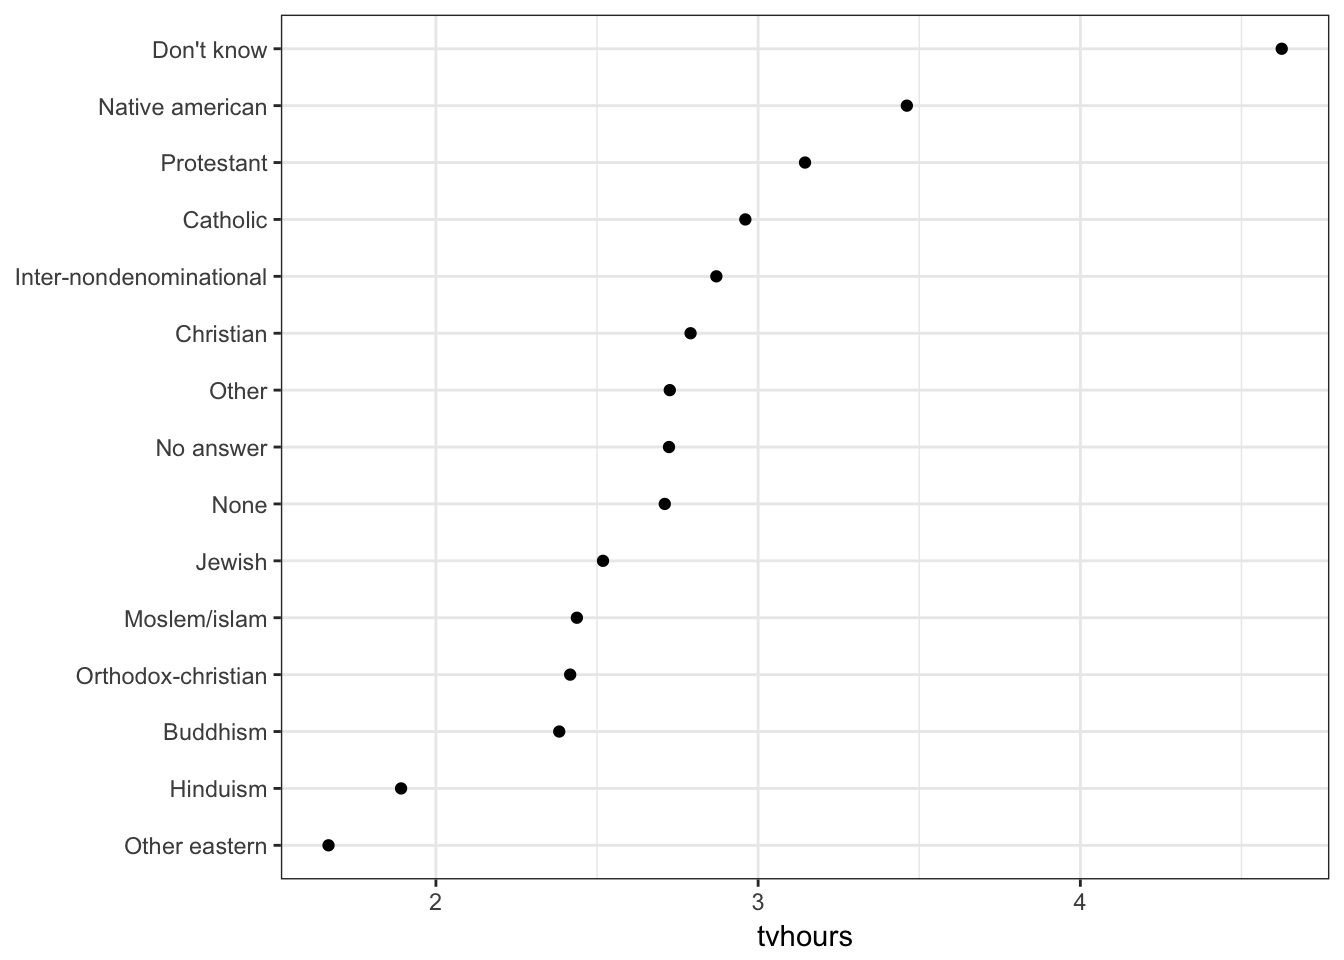 Don't know
Native american
Protestant
Catholic
Inter-nondenominational
Christian
Other
No answer
None
Jewish
Moslem/islam
Orthodox-christian
Buddhism
Hinduism
Other eastern
2 3 4
tvhours